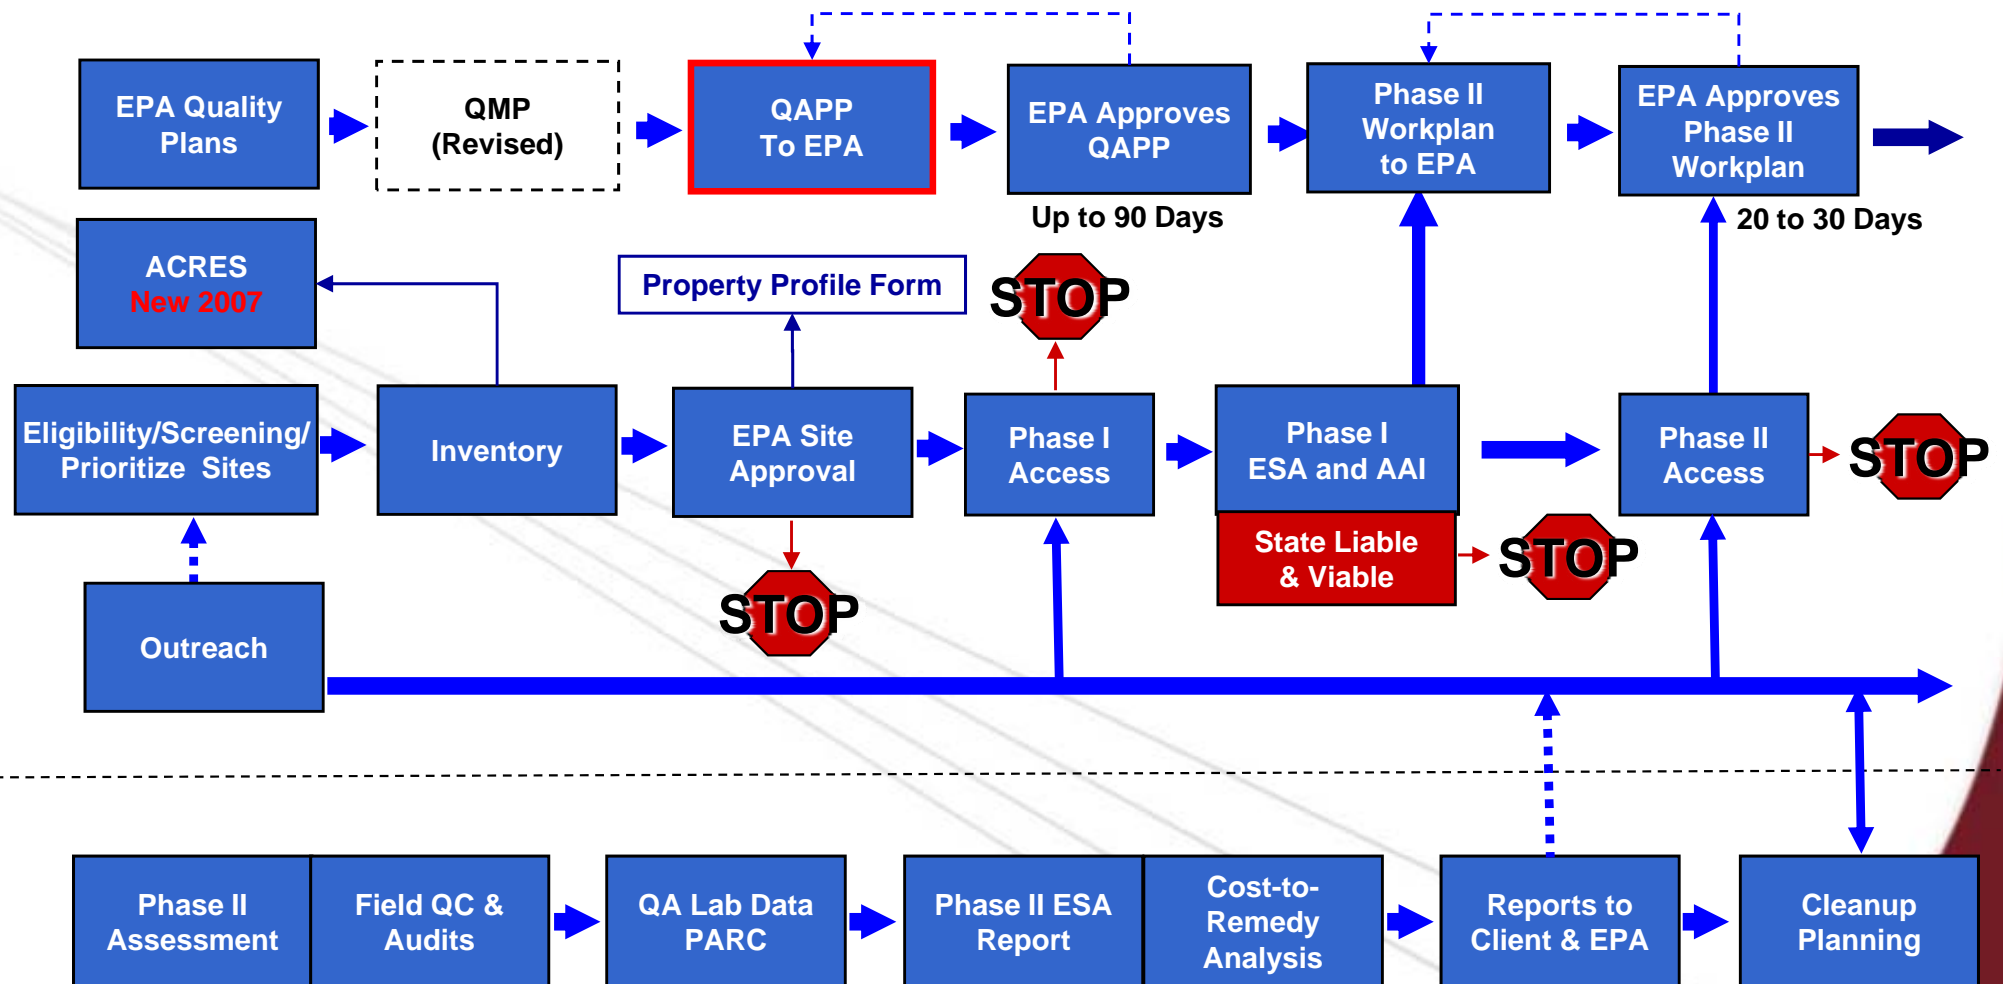 EPA Quality
Plans
QMP
(Revised)
QAPP
To EPA
EPA Approves
QAPP
Phase II
Workplan
to EPA
EPA Approves
Phase II
Workplan
Up to 90 Days
20 to 30 Days
ACRES
New 2007
Property Profile Form
STOP
Eligibility/Screening/
Prioritize Sites
Inventory
EPA Site
Approval
Phase I
Access
Phase I
ESA and AAI
Phase II
Access
STOP
State Liable
& Viable
STOP
STOP
Outreach
Phase II
Assessment
Field QC &
Audits
QA Lab Data
PARC
Phase II ESA
Report
Cost-to-
Remedy
Analysis
Reports to
Client & EPA
Cleanup
Planning